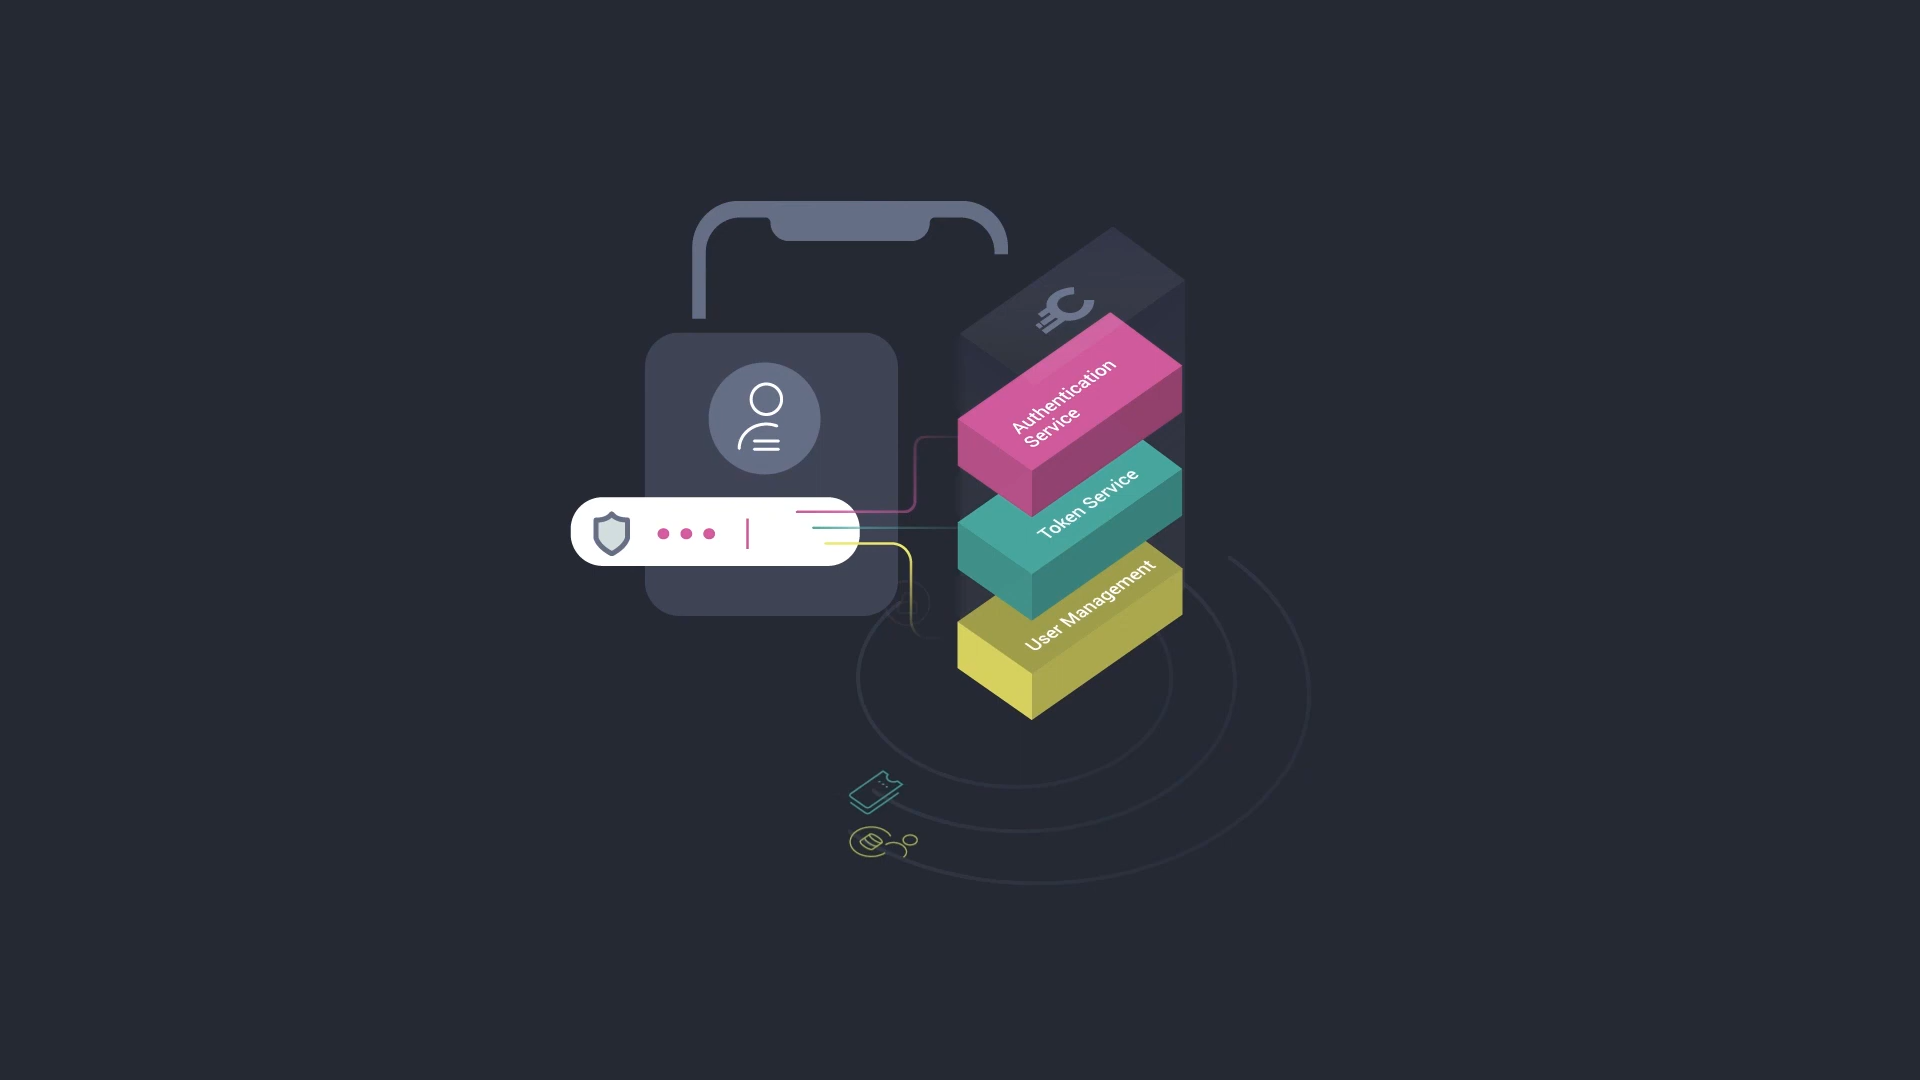 Authentication
Service
Token Service
User Management